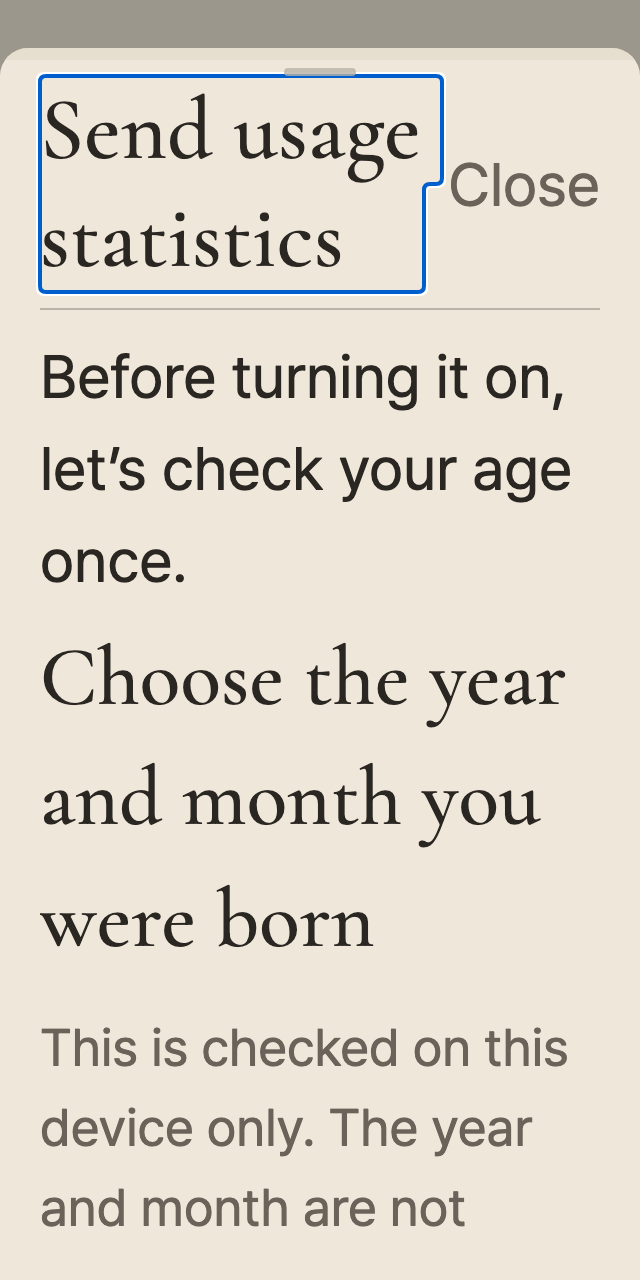 Send usage
statistics
Close
Before turning it on,
let’s check your age
once.
Choose the year
and month you
were born
This is checked on this
device only. The year
and month are not